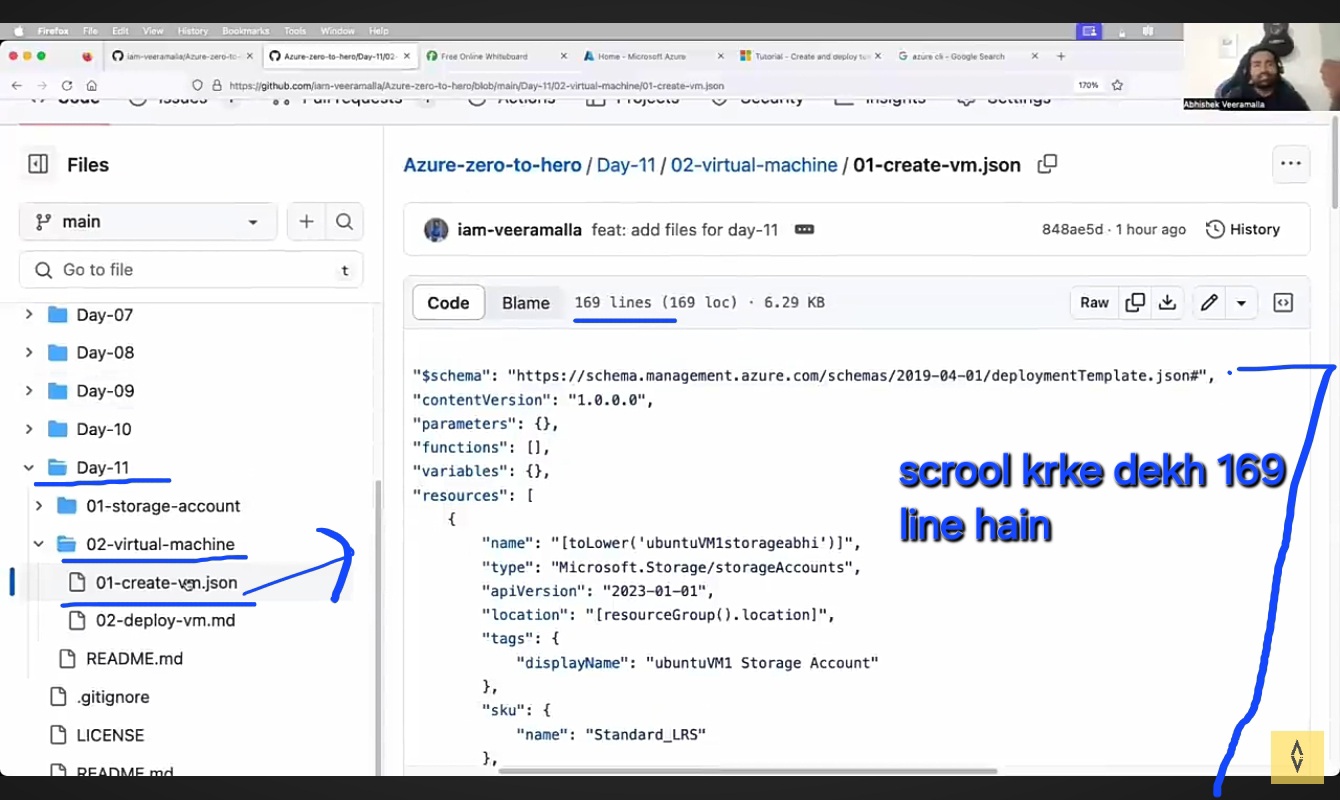 Firefox File Edit View History Bookmarks Tools Window Help
iam-veeramalla/Azure-zero-to- Azure-zero-to-hero/Day-11/02- Free Online Whiteboard Home - Microsoft Azure Tutorial - Create and deploy te azure cli - Google Search
https://github.com/iam-veeramalla/Azure-zero-to-hero/blob/main/Day-11/02-virtual-machine/01-create-vm.json 170%
Abhishek Veeramalla
Code Issues Pull requests Actions Projects Security Insights Settings
Files
main
Go to file t
Day-07
Day-08
Day-09
Day-10
Day-11
01-storage-account
02-virtual-machine
01-create-vm.json
02-deploy-vm.md
README.md
.gitignore
LICENSE
README.md
Azure-zero-to-hero / Day-11 / 02-virtual-machine / 01-create-vm.json
iam-veeramalla feat: add files for day-11 848ae5d · 1 hour ago History
Code Blame 169 lines (169 loc) · 6.29 KB Raw
"$schema": "https://schema.management.azure.com/schemas/2019-04-01/deploymentTemplate.json#",
"contentVersion": "1.0.0.0",
"parameters": {},
"functions": [],
"variables": {},
"resources": [
{
"name": "[toLower('ubuntuVM1storageabhi')]",
"type": "Microsoft.Storage/storageAccounts",
"apiVersion": "2023-01-01",
"location": "[resourceGroup().location]",
"tags": {
"displayName": "ubuntuVM1 Storage Account"
},
"sku": {
"name": "Standard_LRS"
},
scrool krke dekh 169
line hain